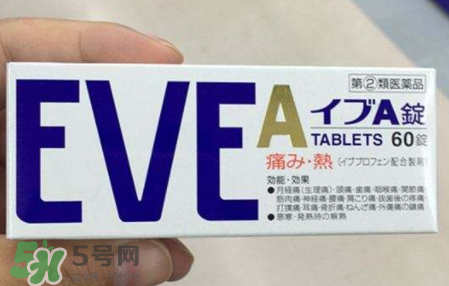 指定②類医薬品
EVE A
イブA錠
TABLETS 60錠
痛み・熱 (イブプロフェン配合製剤)
効能・効果
●月経痛(生理痛)・頭痛・歯痛・咽喉痛・関節痛・
筋肉痛・神経痛・腰痛・肩こり痛・抜歯後の疼痛・
打撲痛・耳痛・骨折痛・ねんざ痛・外傷痛の鎮痛
●悪寒・発熱時の解熱
5号网